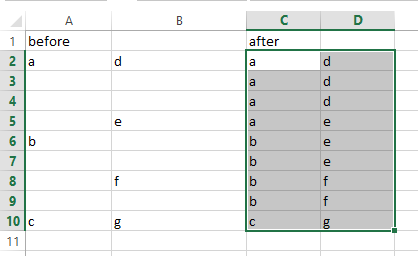 A B C D
1 before after
2 a d a d
3 a d
4 a d
5 e a e
6 b b e
7 b e
8 f b f
9 b f
10 c g c g
11